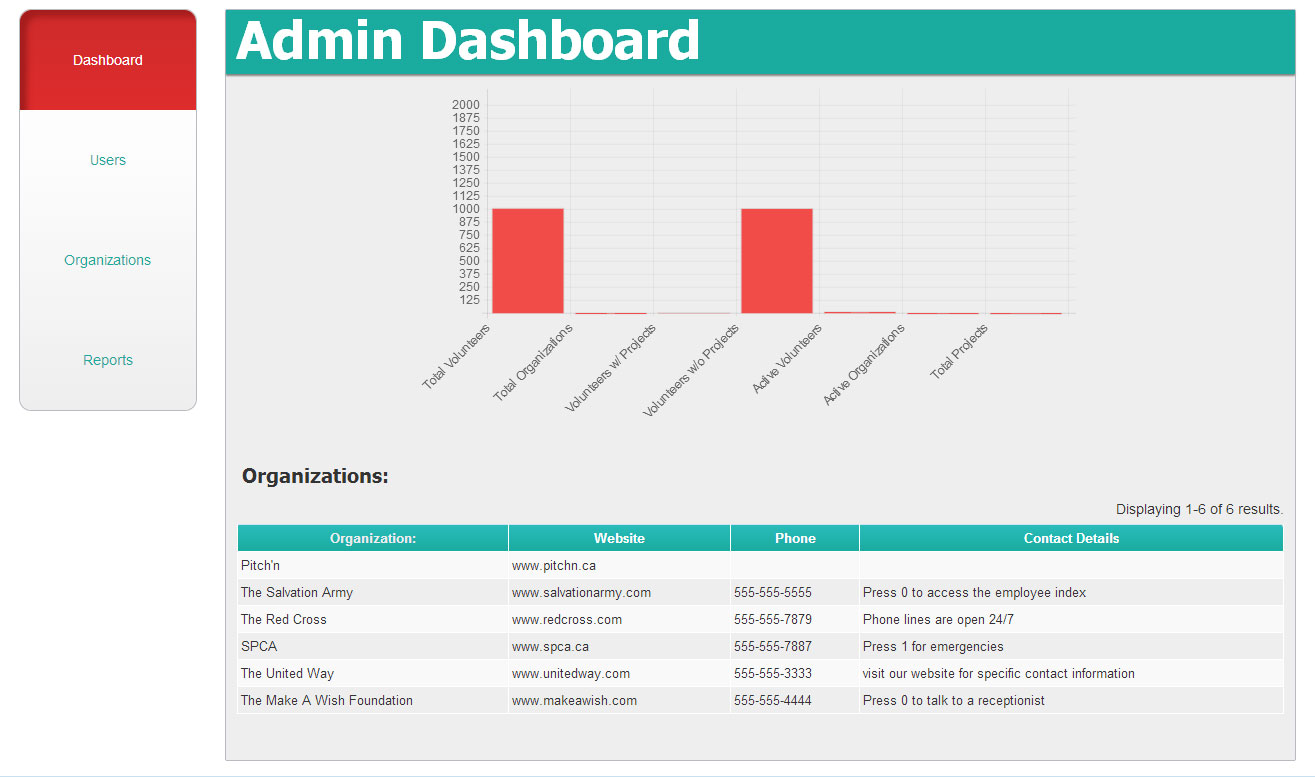 Dashboard
Users
Organizations
Reports
Admin Dashboard
2000
1875
1750
1625
1500
1375
1250
1125
1000
875
750
625
500
375
250
125
Total Volunteers
Total Organizations
Volunteers w/ Projects
Volunteers w/o Projects
Active Volunteers
Active Organizations
Total Projects
Organizations:
Displaying 1-6 of 6 results.
Organization: Website Phone Contact Details
Pitch'n www.pitchn.ca
The Salvation Army www.salvationarmy.com 555-555-5555 Press 0 to access the employee index
The Red Cross www.redcross.com 555-555-7879 Phone lines are open 24/7
SPCA www.spca.ca 555-555-7887 Press 1 for emergencies
The United Way www.unitedway.com 555-555-3333 visit our website for specific contact information
The Make A Wish Foundation www.makeawish.com 555-555-4444 Press 0 to talk to a receptionist